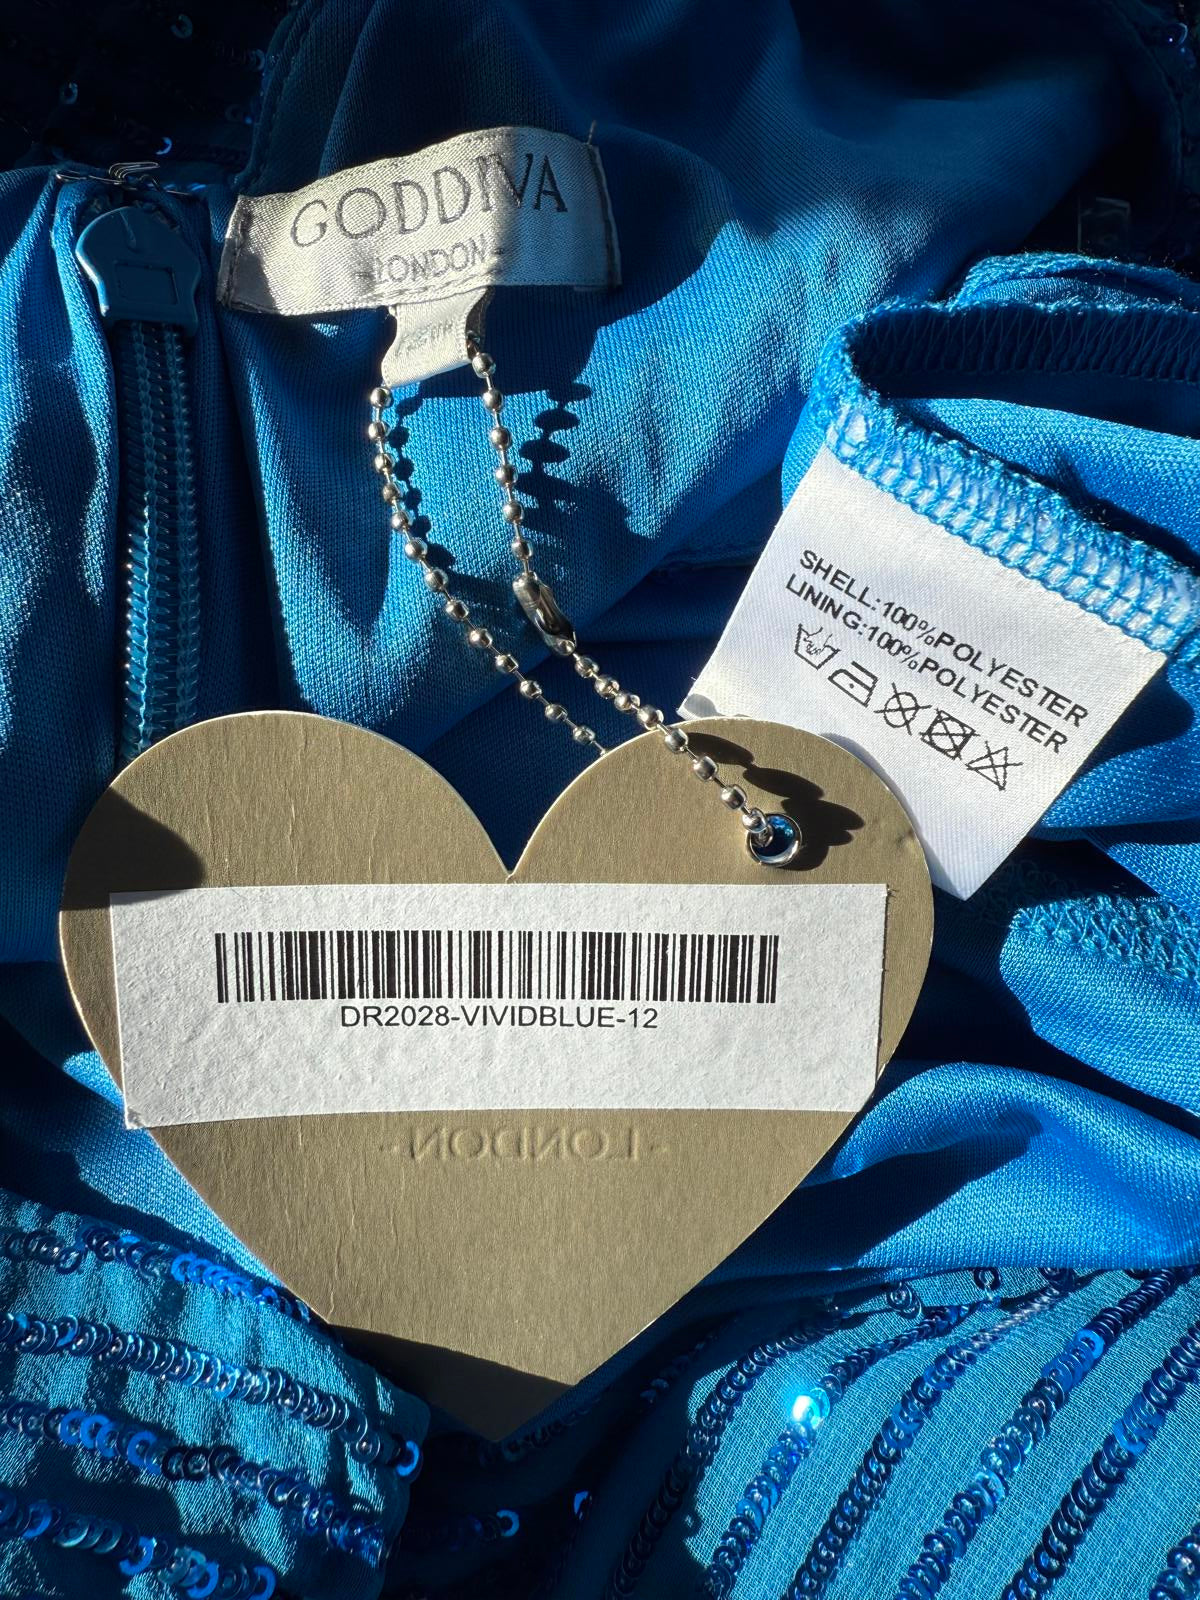 GODDIVA
-LONDON-
SHELL:100%POLYESTER
LINING:100%POLYESTER
DR2028-VIVIDBLUE-12
-LONDON-